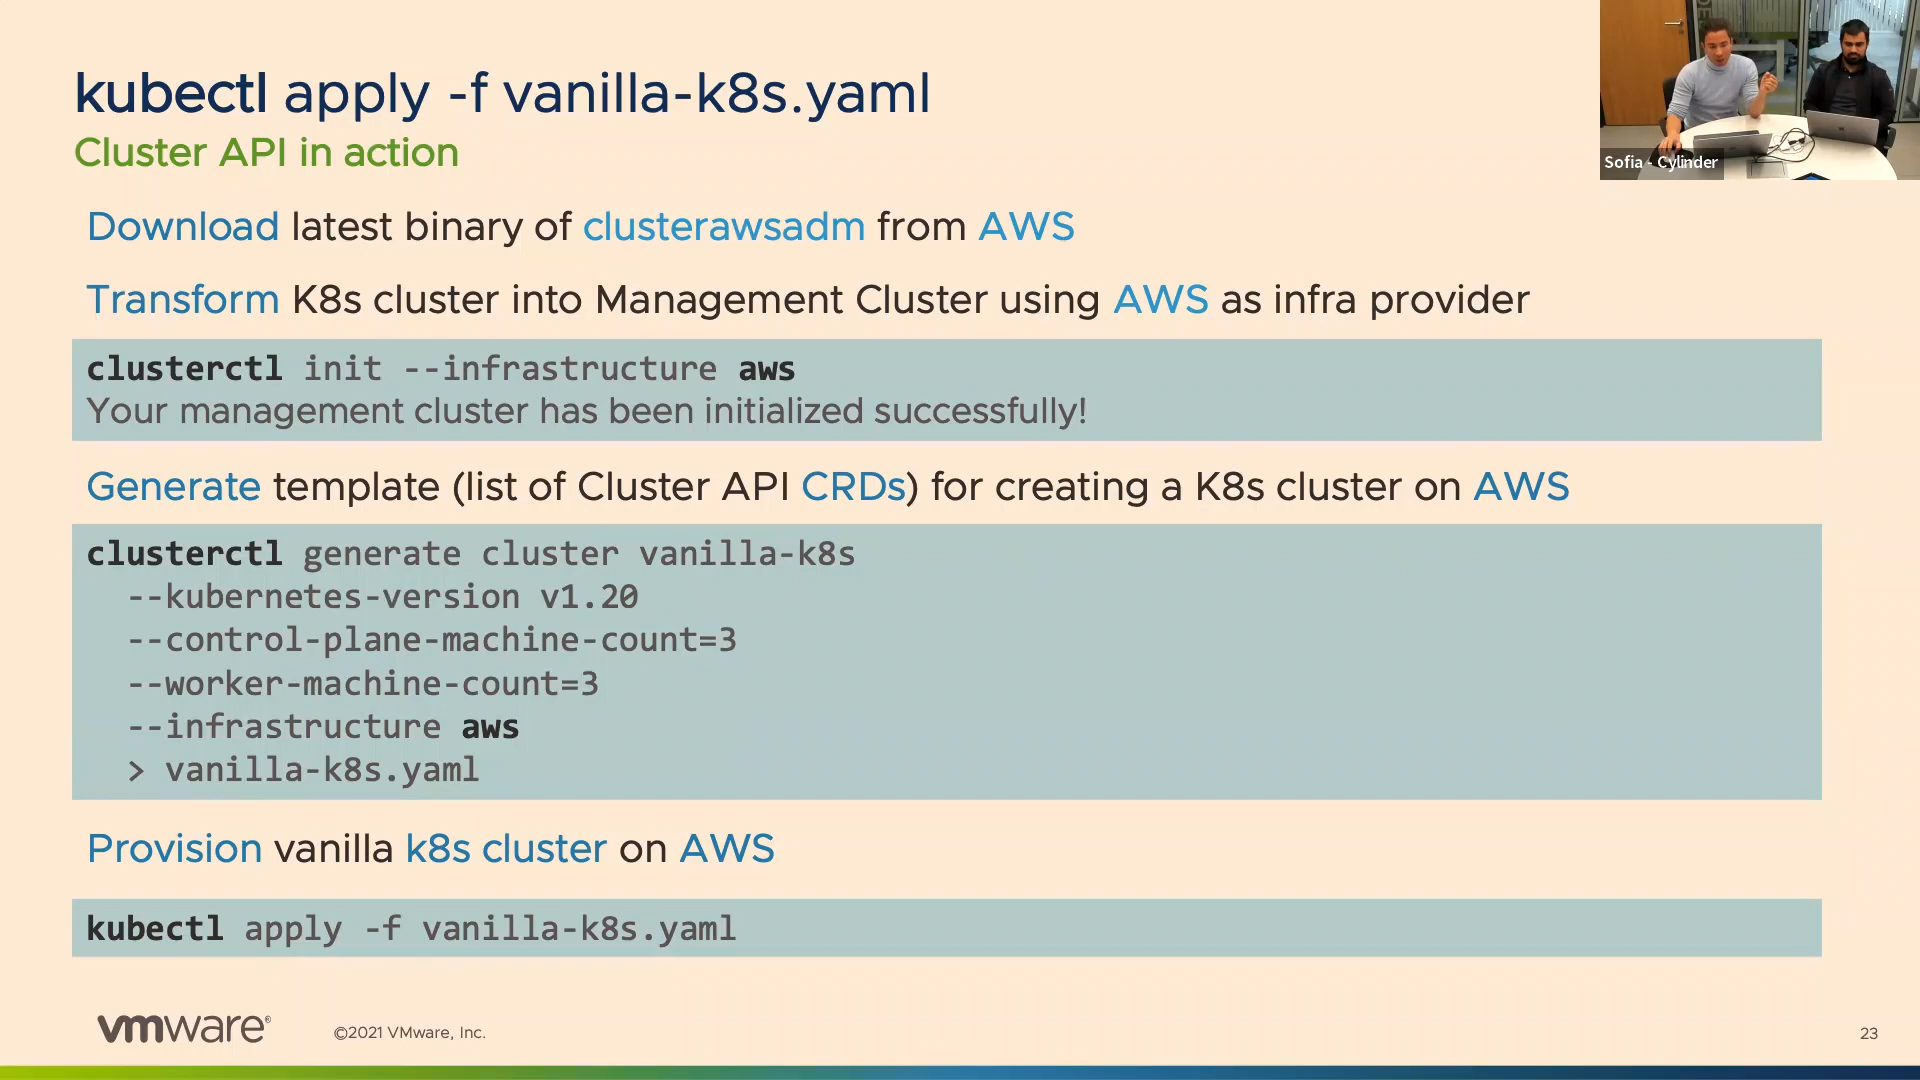 kubectl apply -f vanilla-k8s.yaml
Cluster API in action
Sofia - Cylinder
Download latest binary of clusterawsadm from AWS
Transform K8s cluster into Management Cluster using AWS as infra provider
clusterctl init --infrastructure aws
Your management cluster has been initialized successfully!
Generate template (list of Cluster API CRDs) for creating a K8s cluster on AWS
clusterctl generate cluster vanilla-k8s
--kubernetes-version v1.20
--control-plane-machine-count=3
--worker-machine-count=3
--infrastructure aws
> vanilla-k8s.yaml
Provision vanilla k8s cluster on AWS
kubectl apply -f vanilla-k8s.yaml
vmware®
©2021 VMware, Inc.
23